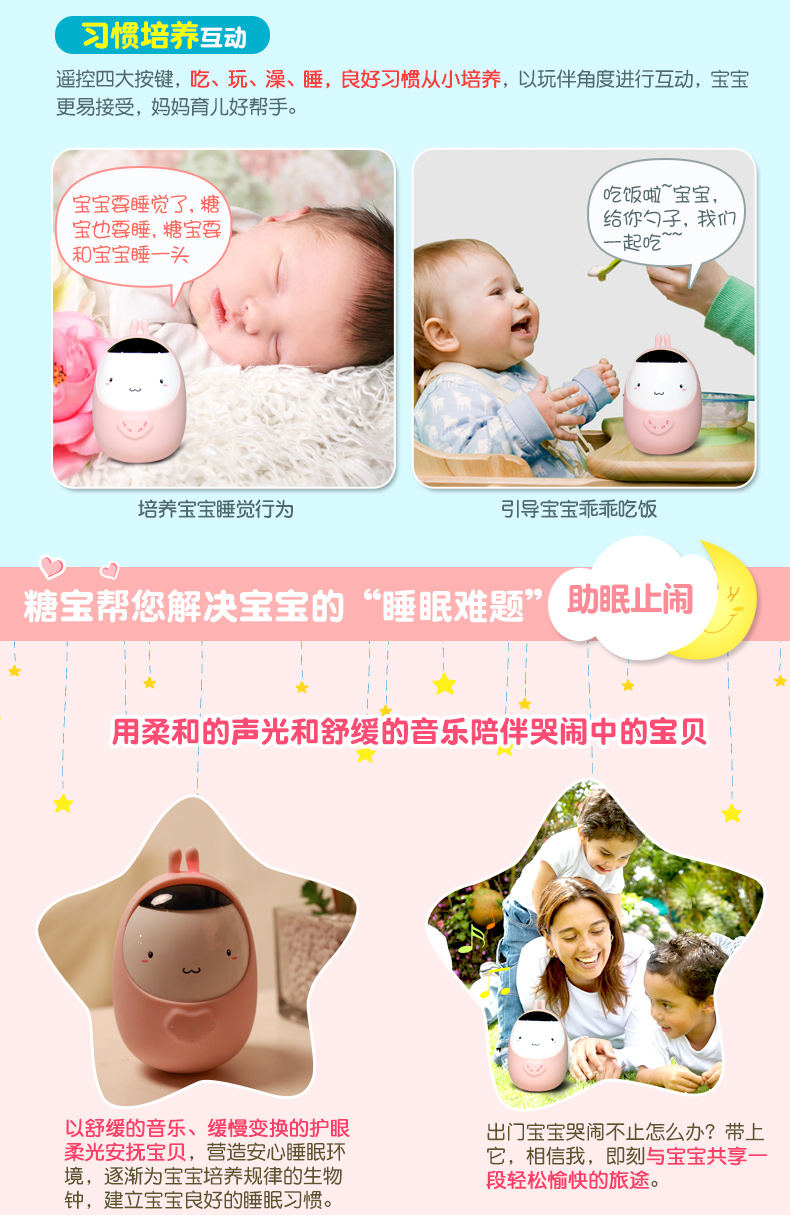 习惯培养互动
遥控四大按键，吃、玩、澡、睡，良好习惯从小培养，以玩伴角度进行互动，宝宝
更易接受，妈妈育儿好帮手。
宝宝要睡觉了，糖
宝也要睡，糖宝要
和宝宝睡一头
吃饭啦~宝宝，
给你勺子，我们
一起吃~~
培养宝宝睡觉行为
引导宝宝乖乖吃饭
糖宝帮您解决宝宝的“睡眠难题”
助眠止闹
用柔和的声光和舒缓的音乐陪伴哭闹中的宝贝
以舒缓的音乐、缓慢变换的护眼
柔光安抚宝贝，营造安心睡眠环
境，逐渐为宝宝培养规律的生物
钟，建立宝宝良好的睡眠习惯。
出门宝宝哭闹不止怎么办？带上
它，相信我，即刻与宝宝共享一
段轻松愉快的旅途。